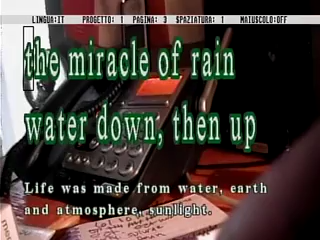 LINGUA:IT PROGETTO: 1 PAGINA: 3 SPAZIATURA: 1 MAIUSCOLO:OFF
the miracle of rain
water down, then up
Life was made from water, earth
and atmosphere, sunlight.